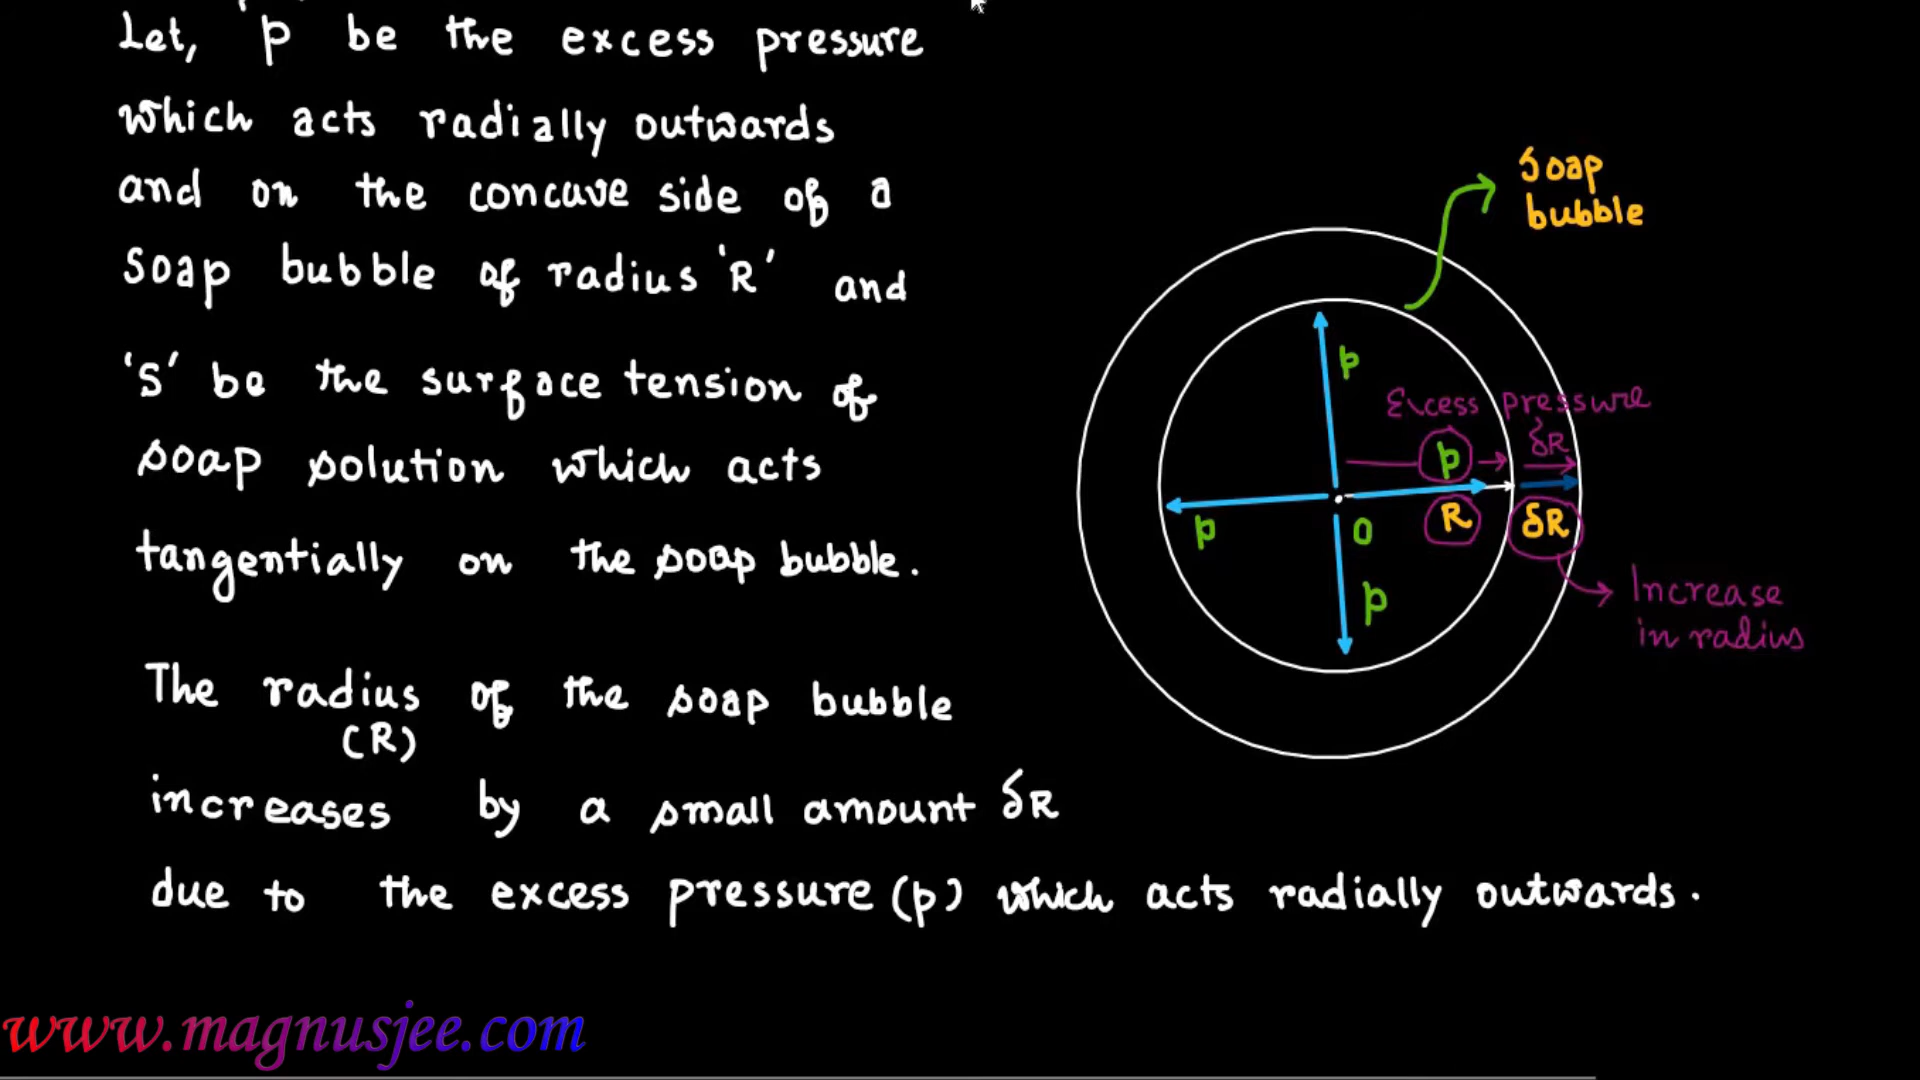 Let, 'p' be the excess pressure
which acts radially outwards
and on the concave side of a
soap bubble of radius 'R' and
's' be the surface tension of
soap solution which acts
tangentially on the soap bubble.
The radius of the soap bubble
(R)
increases by a small amount δR
due to the excess pressure (p) which acts radially outwards.
Soap
bubble
p
Excess pressure
p
δR
p
O
R
δR
p
Increase
in radius
www.magnusjee.com